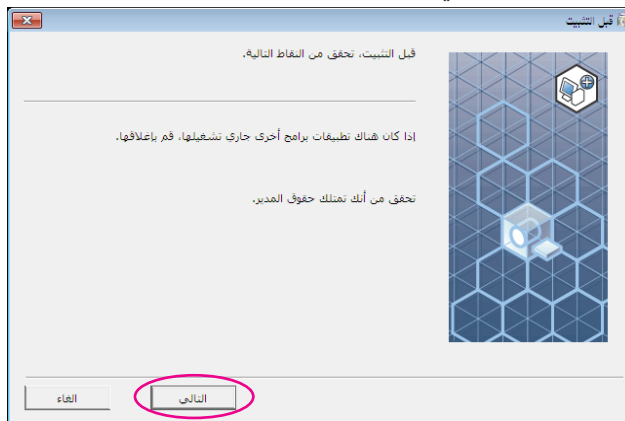 قبل التثبيت
قبل التثبيت، تحقق من النقاط التالية.
إذا كان هناك تطبيقات برامج أخرى جاري تشغيلها، قم بإغلاقها.
تحقق من أنك تمتلك حقوق المدير.
التالي
الغاء